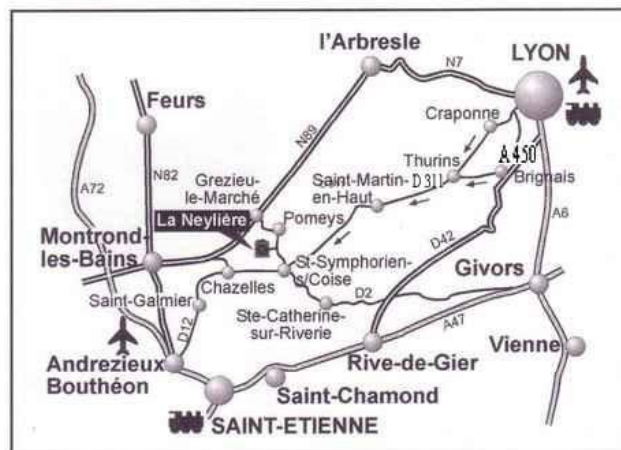 l'Arbresle
LYON
N7
Feurs
Craponne
N89
A72
N82
Thurins
A450
Grezieu-
le-Marché
Saint-Martin-
en-Haut
D311
Brignais
La Neylière
Pomeys
A6
Montrond-
les-Bains
D42
St-Symphorien-
s/Coise
Givors
Saint-Galmier
Chazelles
D2
Ste-Catherine-
sur-Riverie
D12
A47
Vienne
Andrezieux
Bouthéon
Rive-de-Gier
Saint-Chamond
SAINT-ETIENNE